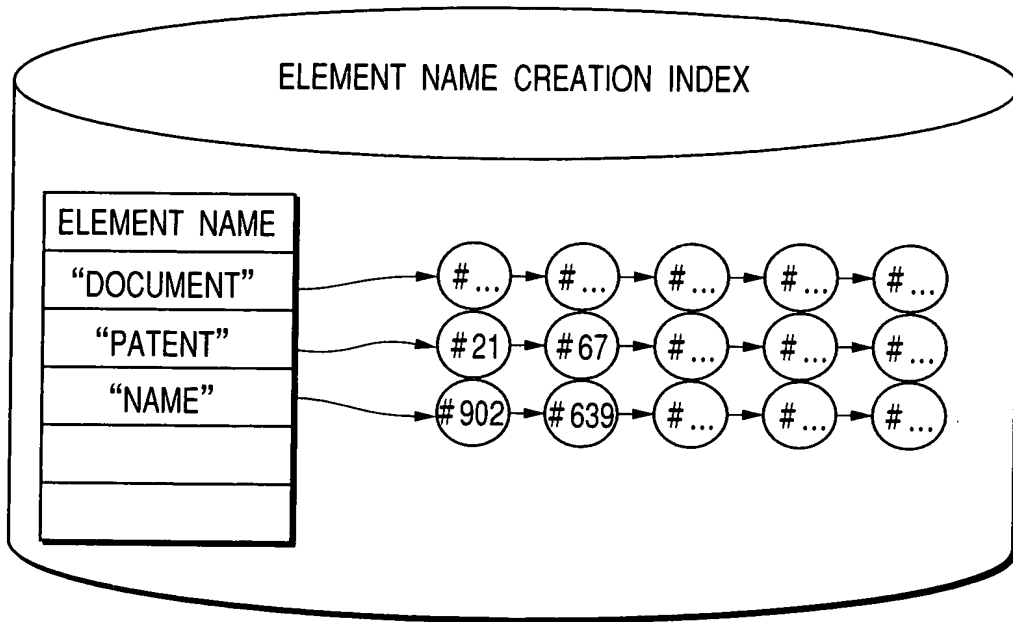 ELEMENT NAME CREATION INDEX
ELEMENT NAME
“DOCUMENT” #... #... #... #... #...
“PATENT” #21 #67 #... #... #...
“NAME” #902 #639 #... #... #...